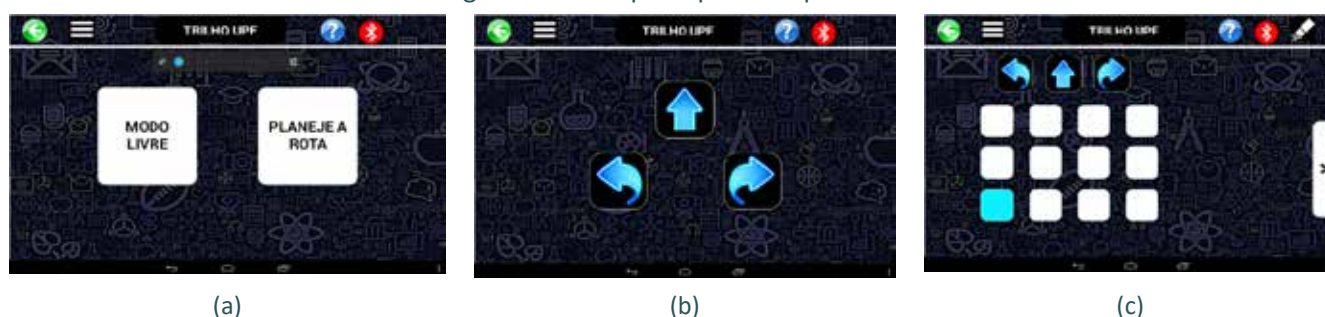 TRILHO UPF
TRILHO UPF
TRILHO UPF
MODO
LIVRE
PLANEJE A
ROTA
(a)
(b)
(c)